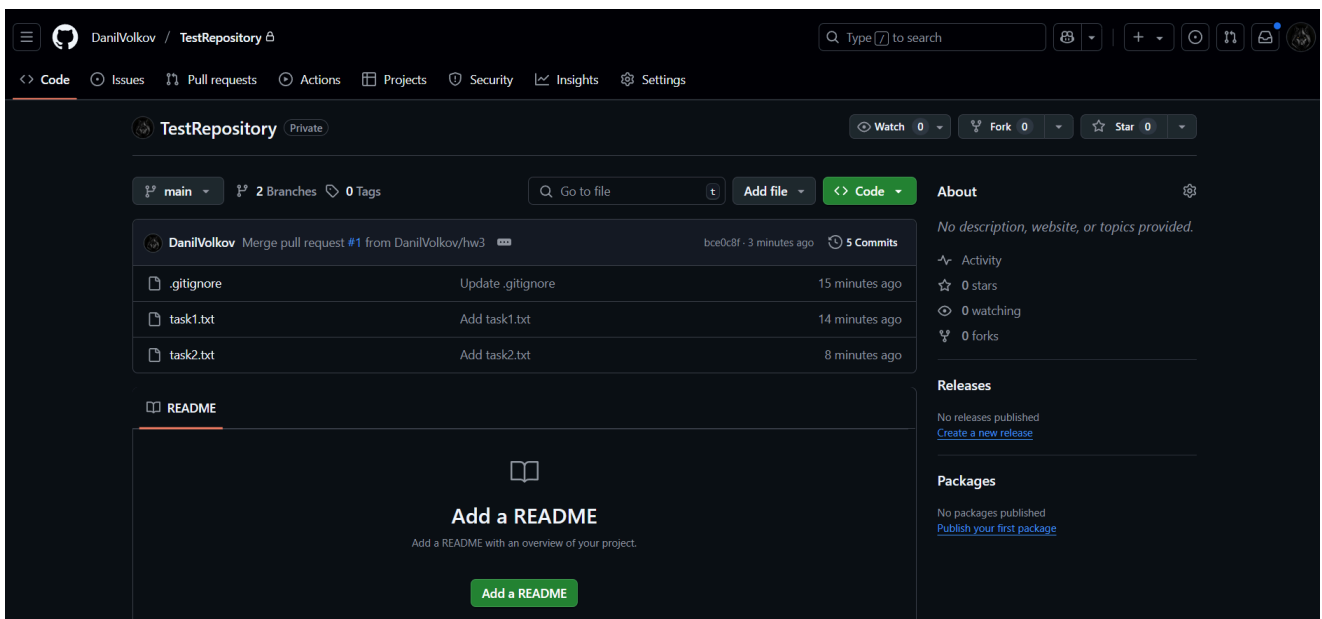 DanilVolkov / TestRepository
Type / to search
Code Issues Pull requests Actions Projects Security Insights Settings
TestRepository Private
Watch 0 Fork 0 Star 0
main 2 Branches 0 Tags
Go to file t Add file Code
DanilVolkov Merge pull request #1 from DanilVolkov/hw3 bce0c8f · 3 minutes ago 5 Commits
.gitignore Update .gitignore 15 minutes ago
task1.txt Add task1.txt 14 minutes ago
task2.txt Add task2.txt 8 minutes ago
README
Add a README
Add a README with an overview of your project.
Add a README
About
No description, website, or topics provided.
Activity
0 stars
0 watching
0 forks
Releases
No releases published
Create a new release
Packages
No packages published
Publish your first package